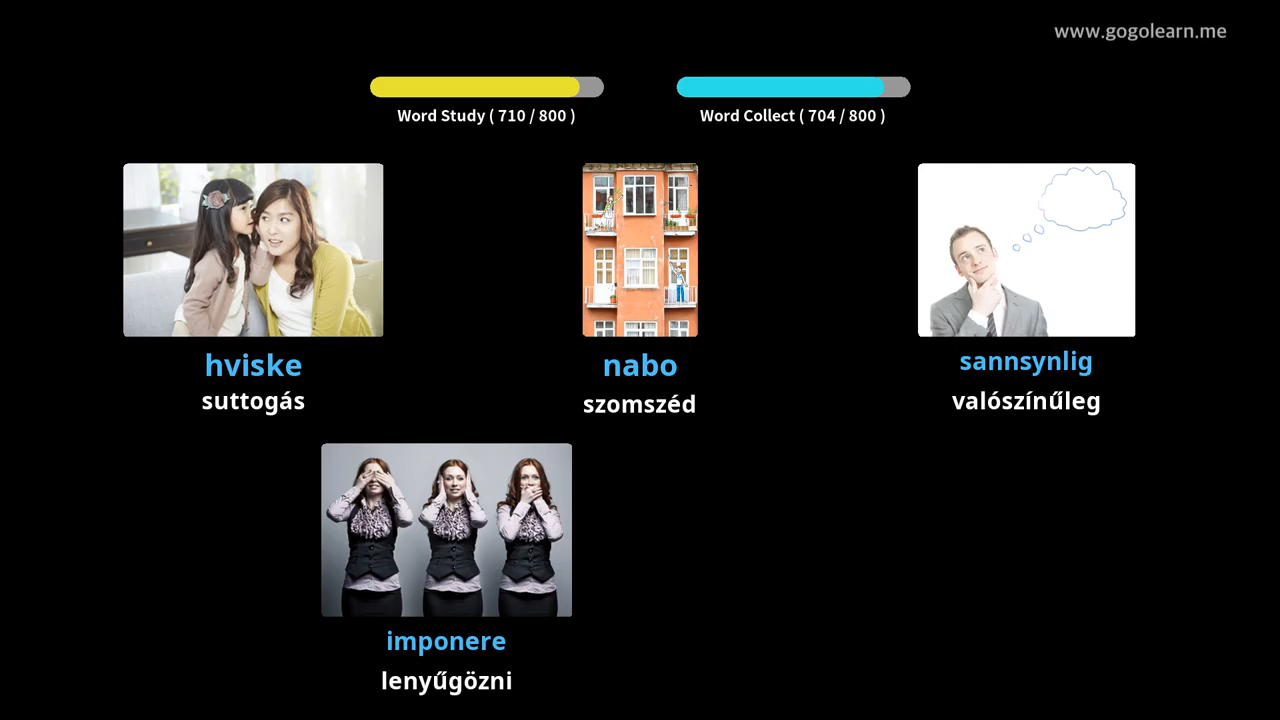 www.gogolearn.me
Word Study ( 710 / 800 )
Word Collect ( 704 / 800 )
hviske
suttogás
nabo
szomszéd
sannsynlig
valószínűleg
imponere
lenyűgözni